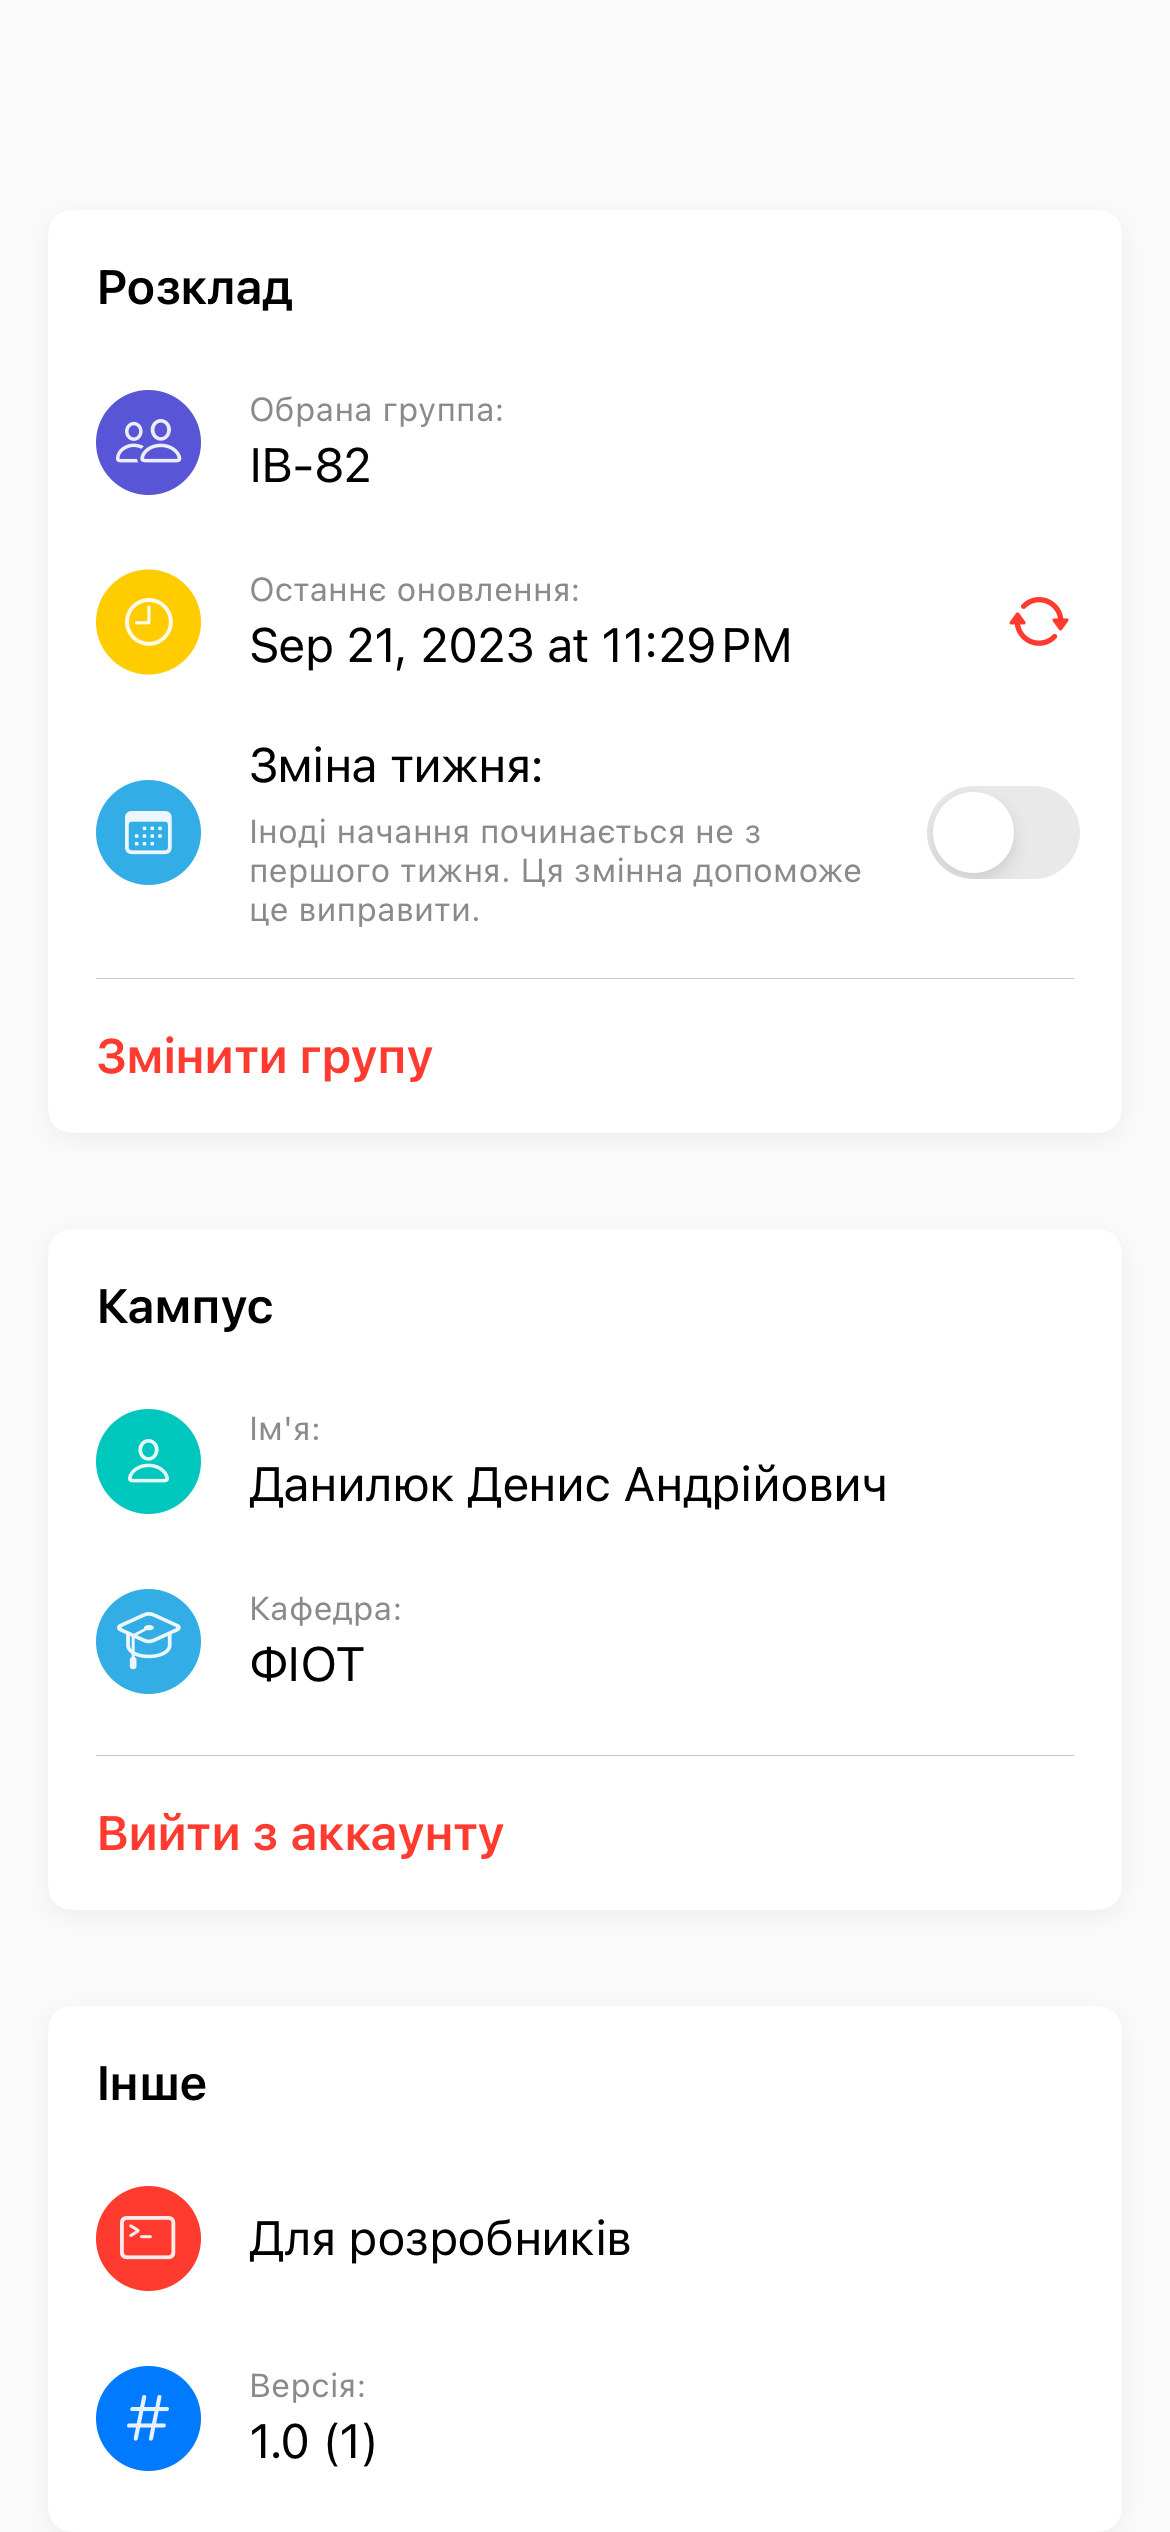 Розклад
Обрана группа:
ІВ-82
Останнє оновлення:
Sep 21, 2023 at 11:29 PM
Зміна тижня:
Іноді начання починається не з
першого тижня. Ця змінна допоможе
це виправити.
Змінити групу
Кампус
Ім'я:
Данилюк Денис Андрійович
Кафедра:
ФІОТ
Вийти з аккаунту
Інше
Для розробників
Версія:
1.0 (1)